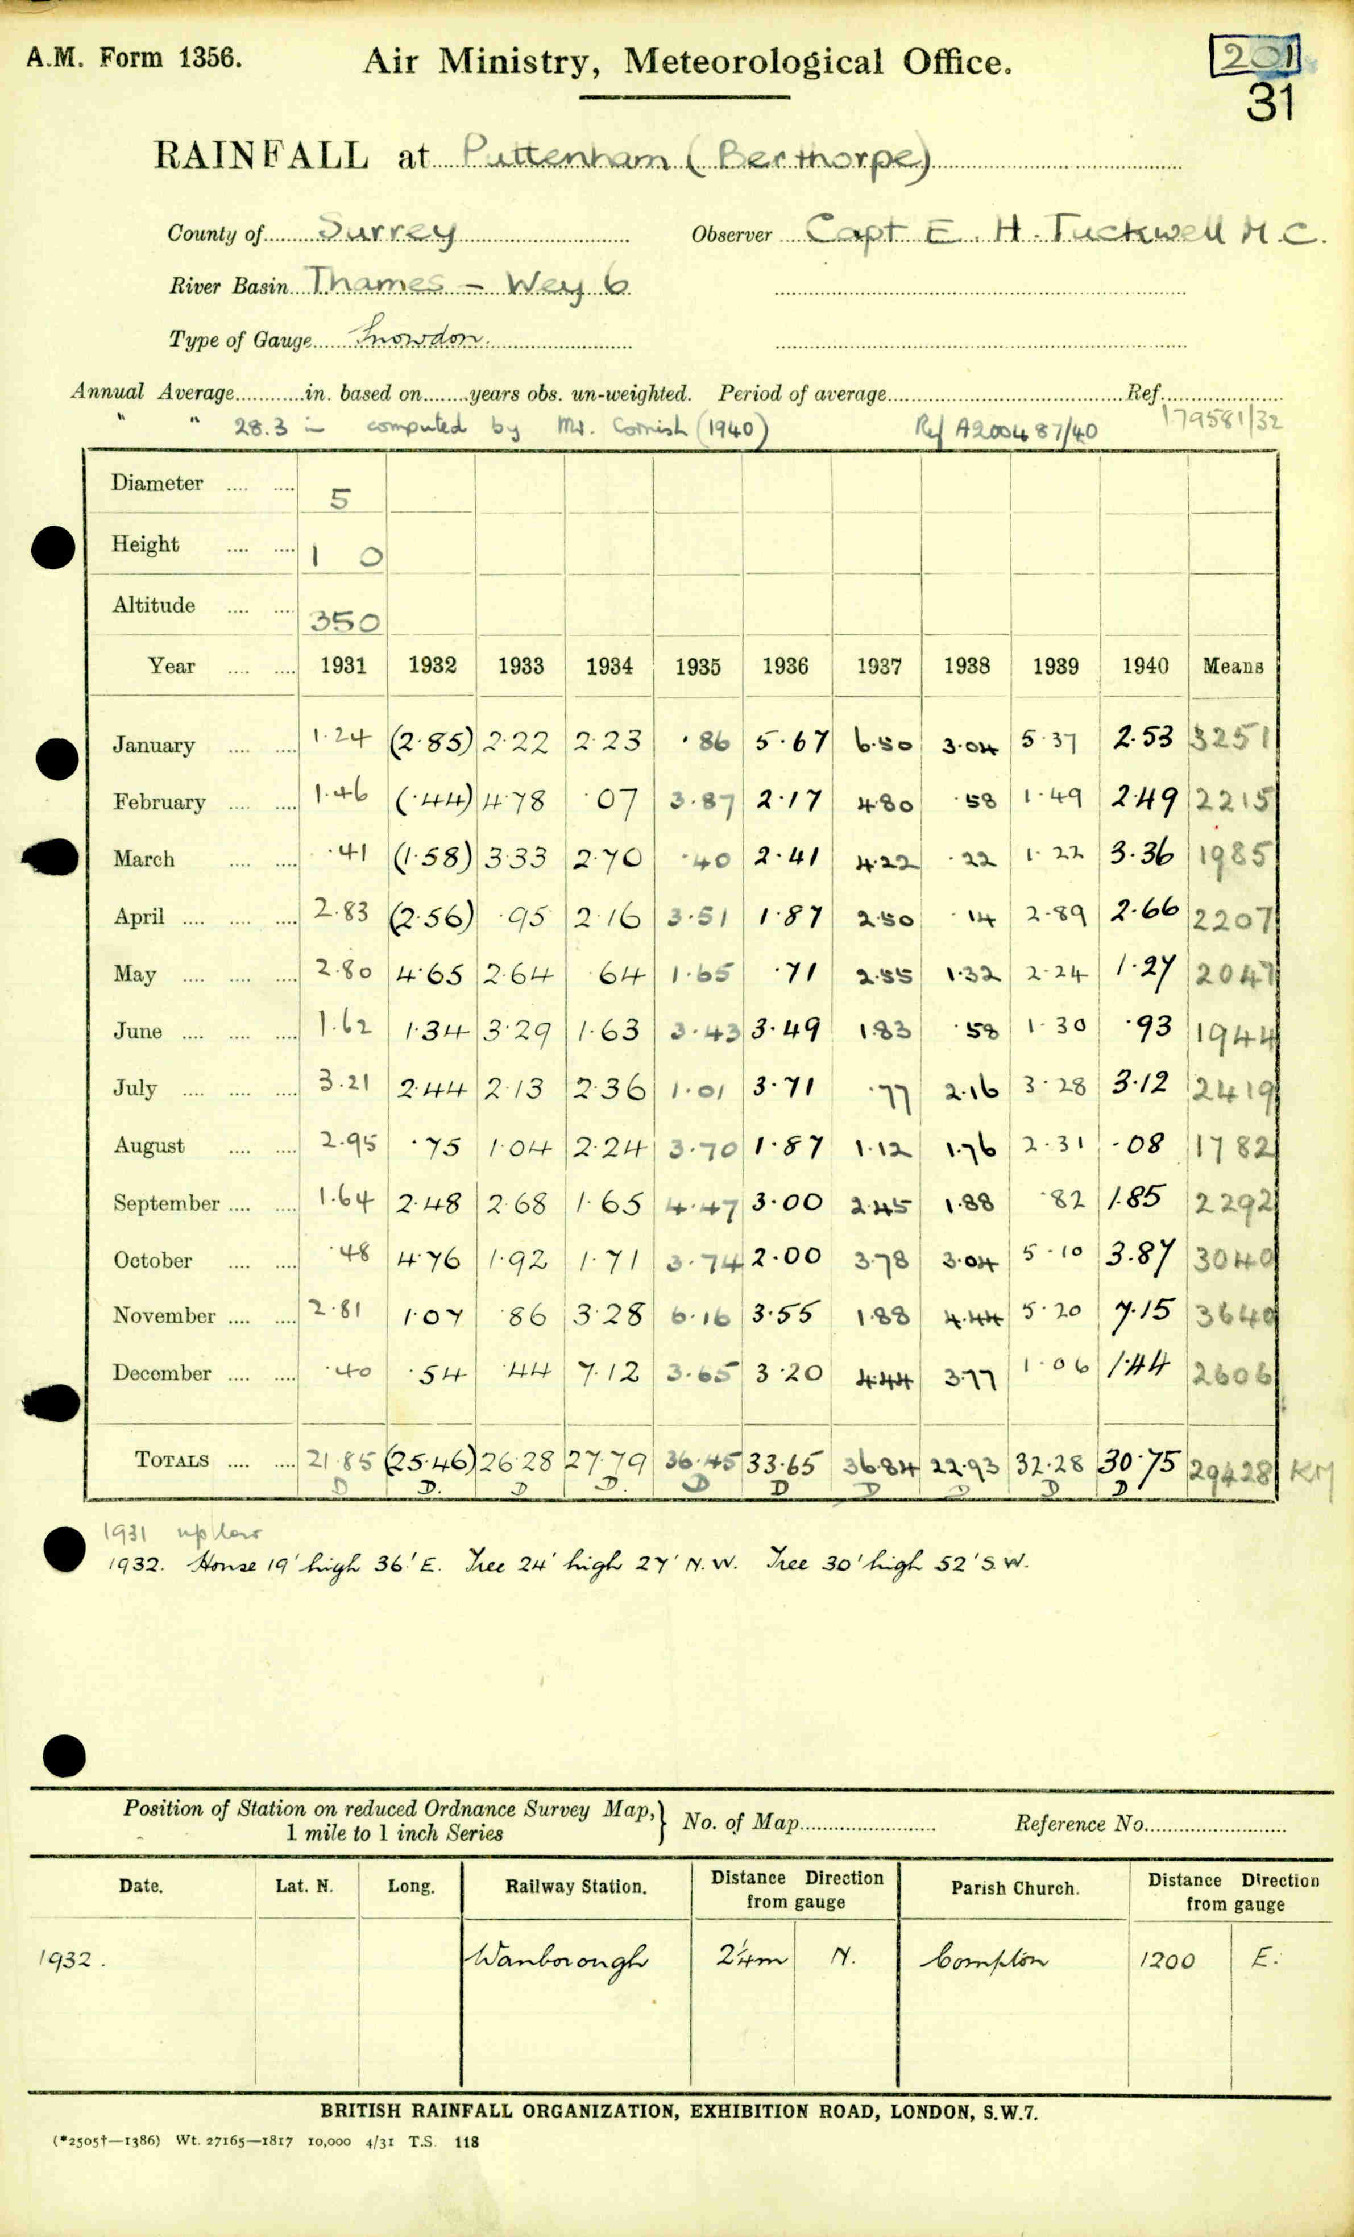 A.M. Form 1356.
Air Ministry, Meteorological Office.
201
31
RAINFALL at Puttenham (Berthorpe)
County of Surrey Observer Capt E. H. Tuckwell M.C.
River Basin Thames - Wey 6
Type of Gauge Snowdon.
Annual Average............in. based on........years obs. un-weighted. Period of average.................Ref.................
" " 28.3 in computed by Mr. Cornish (1940) Ref A200487/40 179581/32
Diameter .... .... 5
Height .... .... 1 0
Altitude .... .... 350
Year .... .... 1931 1932 1933 1934 1935 1936 1937 1938 1939 1940 Means
January .... .... 1.24 (2.85) 2.22 2.23 .86 5.67 6.50 3.04 5.37 2.53 3251
February .... .... 1.46 (.44) 4.78 .07 3.87 2.17 4.80 .58 1.49 2.49 2215
March .... .... .41 (1.58) 3.33 2.70 .40 2.41 4.22 .22 1.22 3.36 1985
April .... .... .... 2.83 (2.56) .95 2.16 3.51 1.87 2.50 .14 2.89 2.66 2207
May .... .... .... 2.80 4.65 2.64 .64 1.65 .71 2.55 1.32 2.24 1.27 2047
June .... .... .... 1.62 1.34 3.29 1.63 3.43 3.49 1.83 .58 1.30 .93 1944
July .... .... .... 3.21 2.44 2.13 2.36 1.01 3.71 .77 2.16 3.28 3.12 2419
August .... .... 2.95 .75 1.04 2.24 3.70 1.87 1.12 1.76 2.31 .08 1782
September .... .... 1.64 2.48 2.68 1.65 4.47 3.00 2.45 1.88 .82 1.85 2292
October .... .... .48 4.76 1.92 1.71 3.74 2.00 3.78 3.04 5.10 3.87 3040
November .... .... 2.81 1.07 .86 3.28 6.16 3.55 1.88 4.44 5.20 7.15 3640
December .... .... .40 .54 .44 7.12 3.65 3.20 4.44 3.77 1.06 1.44 2606
TOTALS .... .... 21.85 (25.46) 26.28 27.79 36.45 33.65 36.84 22.93 32.28 30.75 29428 KM
D D. D D. D D D D D D
1931 up low
1932. House 19' high 36' E. Tree 24' high 27' N.W. Tree 30' high 52' S.W.
Position of Station on reduced Ordnance Survey Map, 1 mile to 1 inch Series } No. of Map........................ Reference No.........................
Date. Lat. N. Long. Railway Station. Distance Direction from gauge Parish Church. Distance Direction from gauge
1932. Wanborough 2¼m N. Compton 1200 E.
BRITISH RAINFALL ORGANIZATION, EXHIBITION ROAD, LONDON, S.W.7.
(*2505†—1386) Wt. 27165—1817 10,000 4/31 T.S. 118